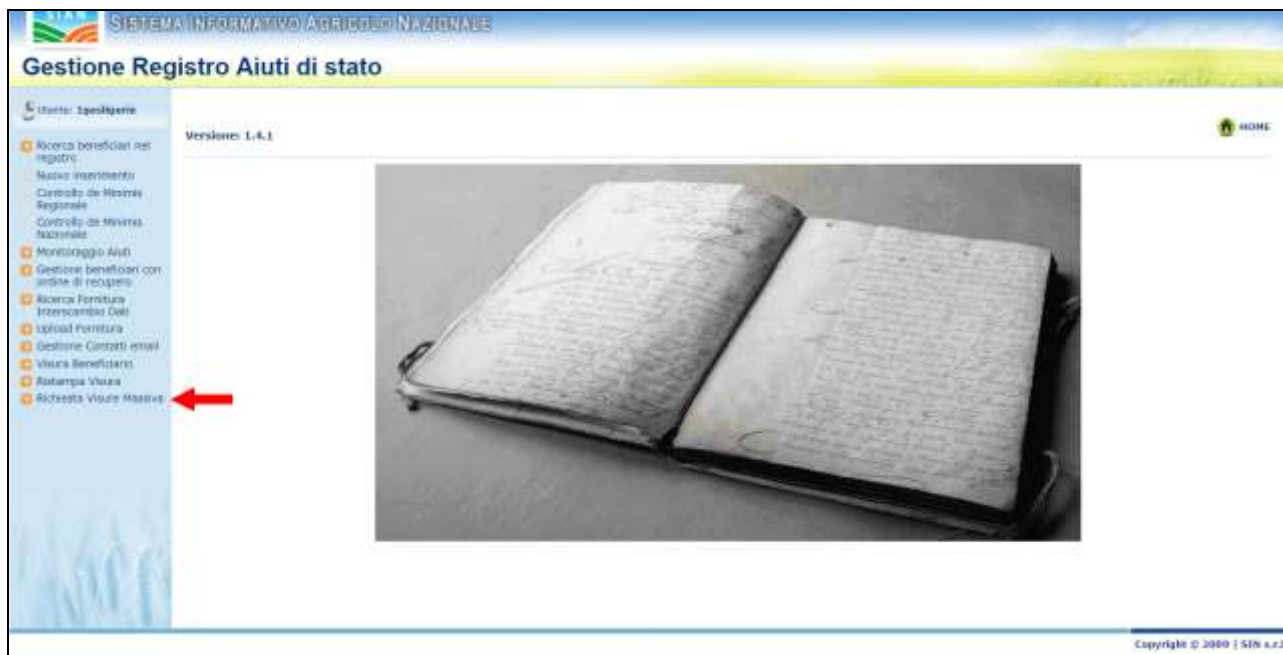 SIAN
SISTEMA INFORMATIVO AGRICOLO NAZIONALE
Gestione Registro Aiuti di stato
Utente:
Versione: 1.4.1
HOME
Ricerca beneficiari nel
registro
Nuovo inserimento
Controllo de Minimis
Regionale
Controllo de Minimis
Nazionale
Monitoraggio Aiuti
Gestione beneficiari con
ordine di recupero
Ricerca Fornitura
Interscambio Dati
Upload Fornitura
Gestione Contatti email
Visura Beneficiario
Ristampa Visura
Richiesta Visure Massiva
Copyright © 2009 | SIN s.r.l